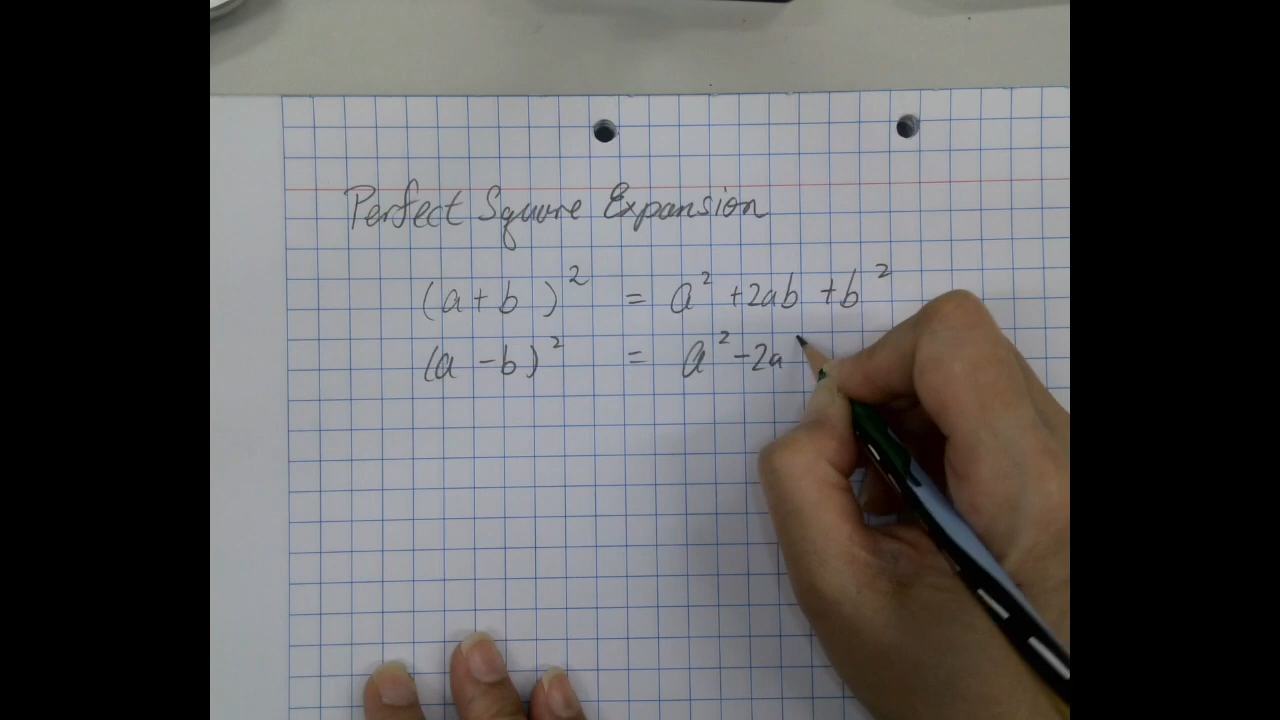 Perfect Square Expansion
(a+b)² = a² +2ab +b²
(a-b)² = a²-2a